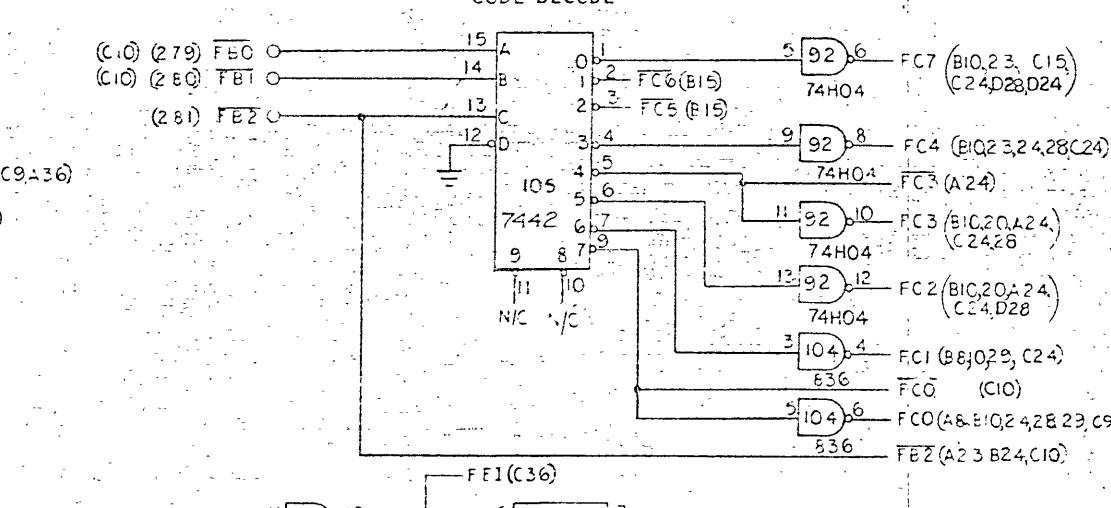 CODE DECODE
(C10) (279) FB0
(C10) (280) FB1
(281) FB2
15 A
14 B
13 C
12 D
105
7442
9 8
11 10
N/C N/C
0 1
1 2 FC6 (B15)
2 3 FC5 (B15)
3 4
4 5
5 6
6 7
7 9
5 92 6 FC7 (B10,23, C15,
C24,D28,D24)
74H04
9 92 8 FC4 (B10,23,24,28,C24)
74H04
FC3 (A24)
11 92 10 FC3 (B10,20,A24,
C24,28
74H04
13 92 12 FC2 (B10,20,A24,
C24,D28)
74H04
3 104 4 FC1 (B8,10,29, C24)
836
FC0 (C10)
5 104 6 FC0 (A8,B10,24,28,29,C9
836
FB2 (A23 B24,C10)
C9,A36)
)
FE1 (C36)